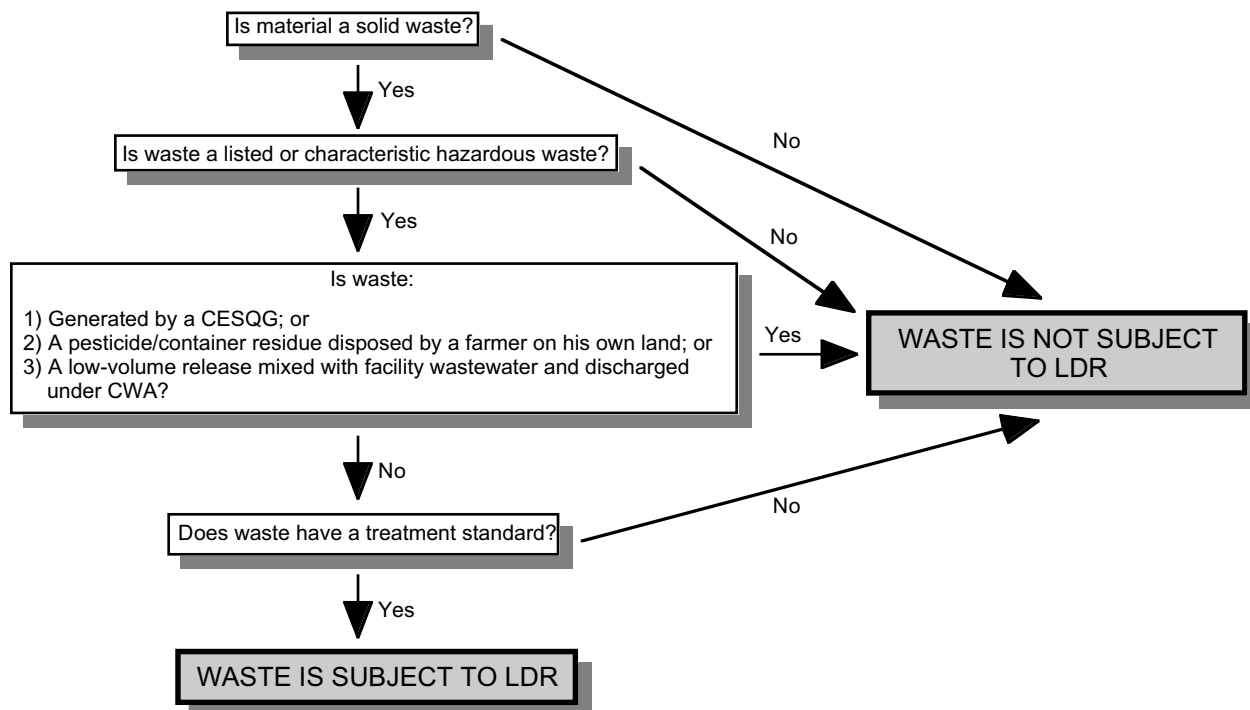 Is material a solid waste?
Yes
No
Is waste a listed or characteristic hazardous waste?
Yes
No
Is waste:
1) Generated by a CESQG; or
2) A pesticide/container residue disposed by a farmer on his own land; or
3) A low-volume release mixed with facility wastewater and discharged
under CWA?
Yes
WASTE IS NOT SUBJECT
TO LDR
No
Does waste have a treatment standard?
No
Yes
WASTE IS SUBJECT TO LDR